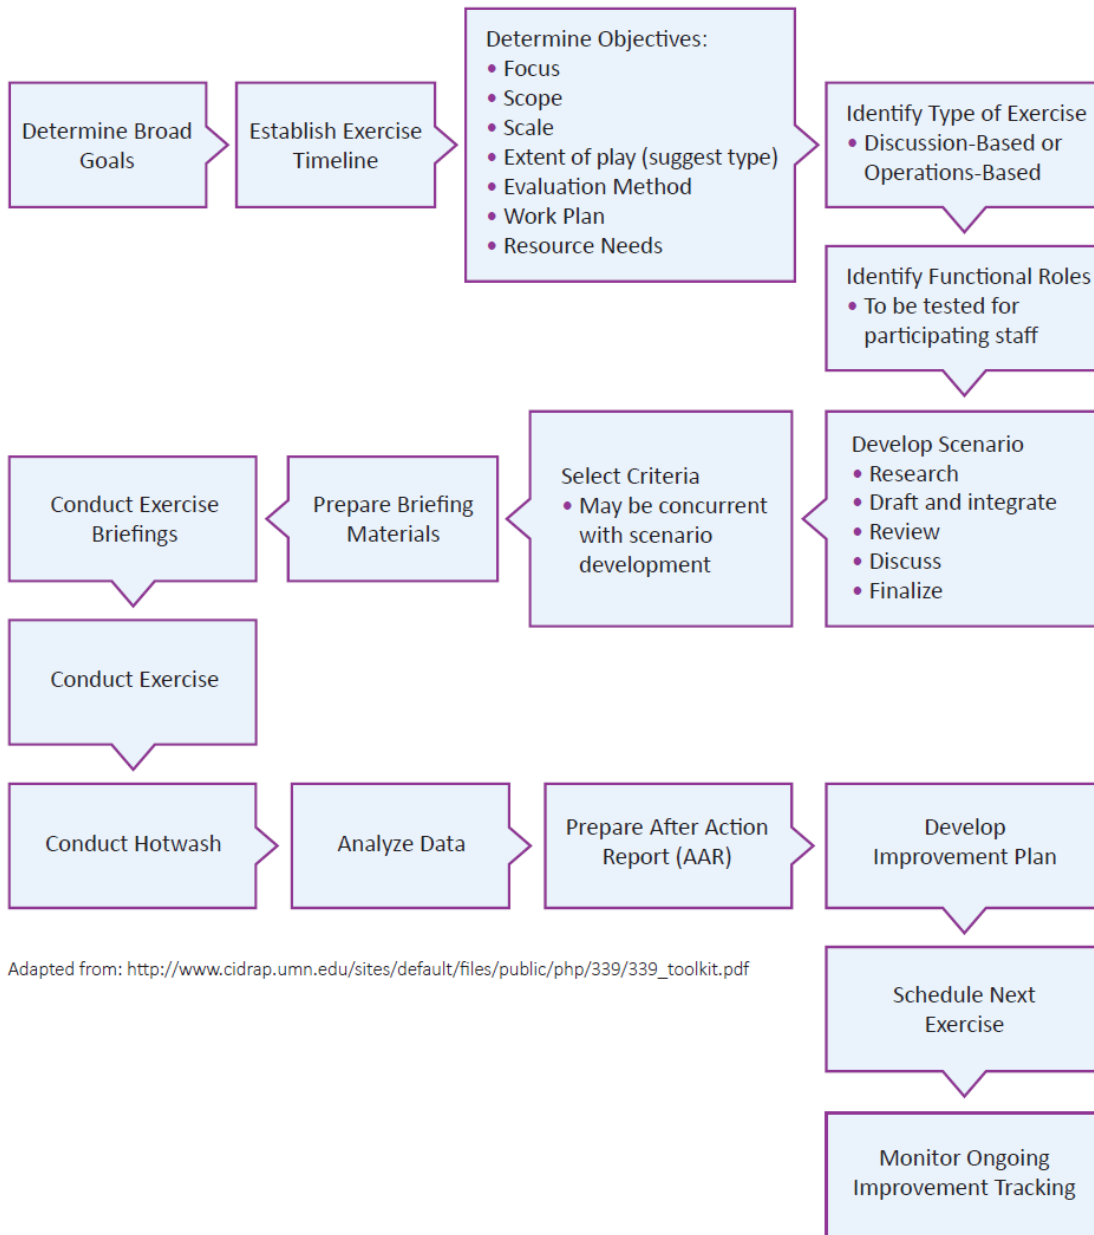 Determine Broad
Goals
Establish Exercise
Timeline
Determine Objectives:
• Focus
• Scope
• Scale
• Extent of play (suggest type)
• Evaluation Method
• Work Plan
• Resource Needs
Identify Type of Exercise
• Discussion-Based or
Operations-Based
Identify Functional Roles
• To be tested for
participating staff
Develop Scenario
• Research
• Draft and integrate
• Review
• Discuss
• Finalize
Select Criteria
• May be concurrent
with scenario
development
Prepare Briefing
Materials
Conduct Exercise
Briefings
Conduct Exercise
Conduct Hotwash
Analyze Data
Prepare After Action
Report (AAR)
Develop
Improvement Plan
Schedule Next
Exercise
Monitor Ongoing
Improvement Tracking
Adapted from: http://www.cidrap.umn.edu/sites/default/files/public/php/339/339_toolkit.pdf